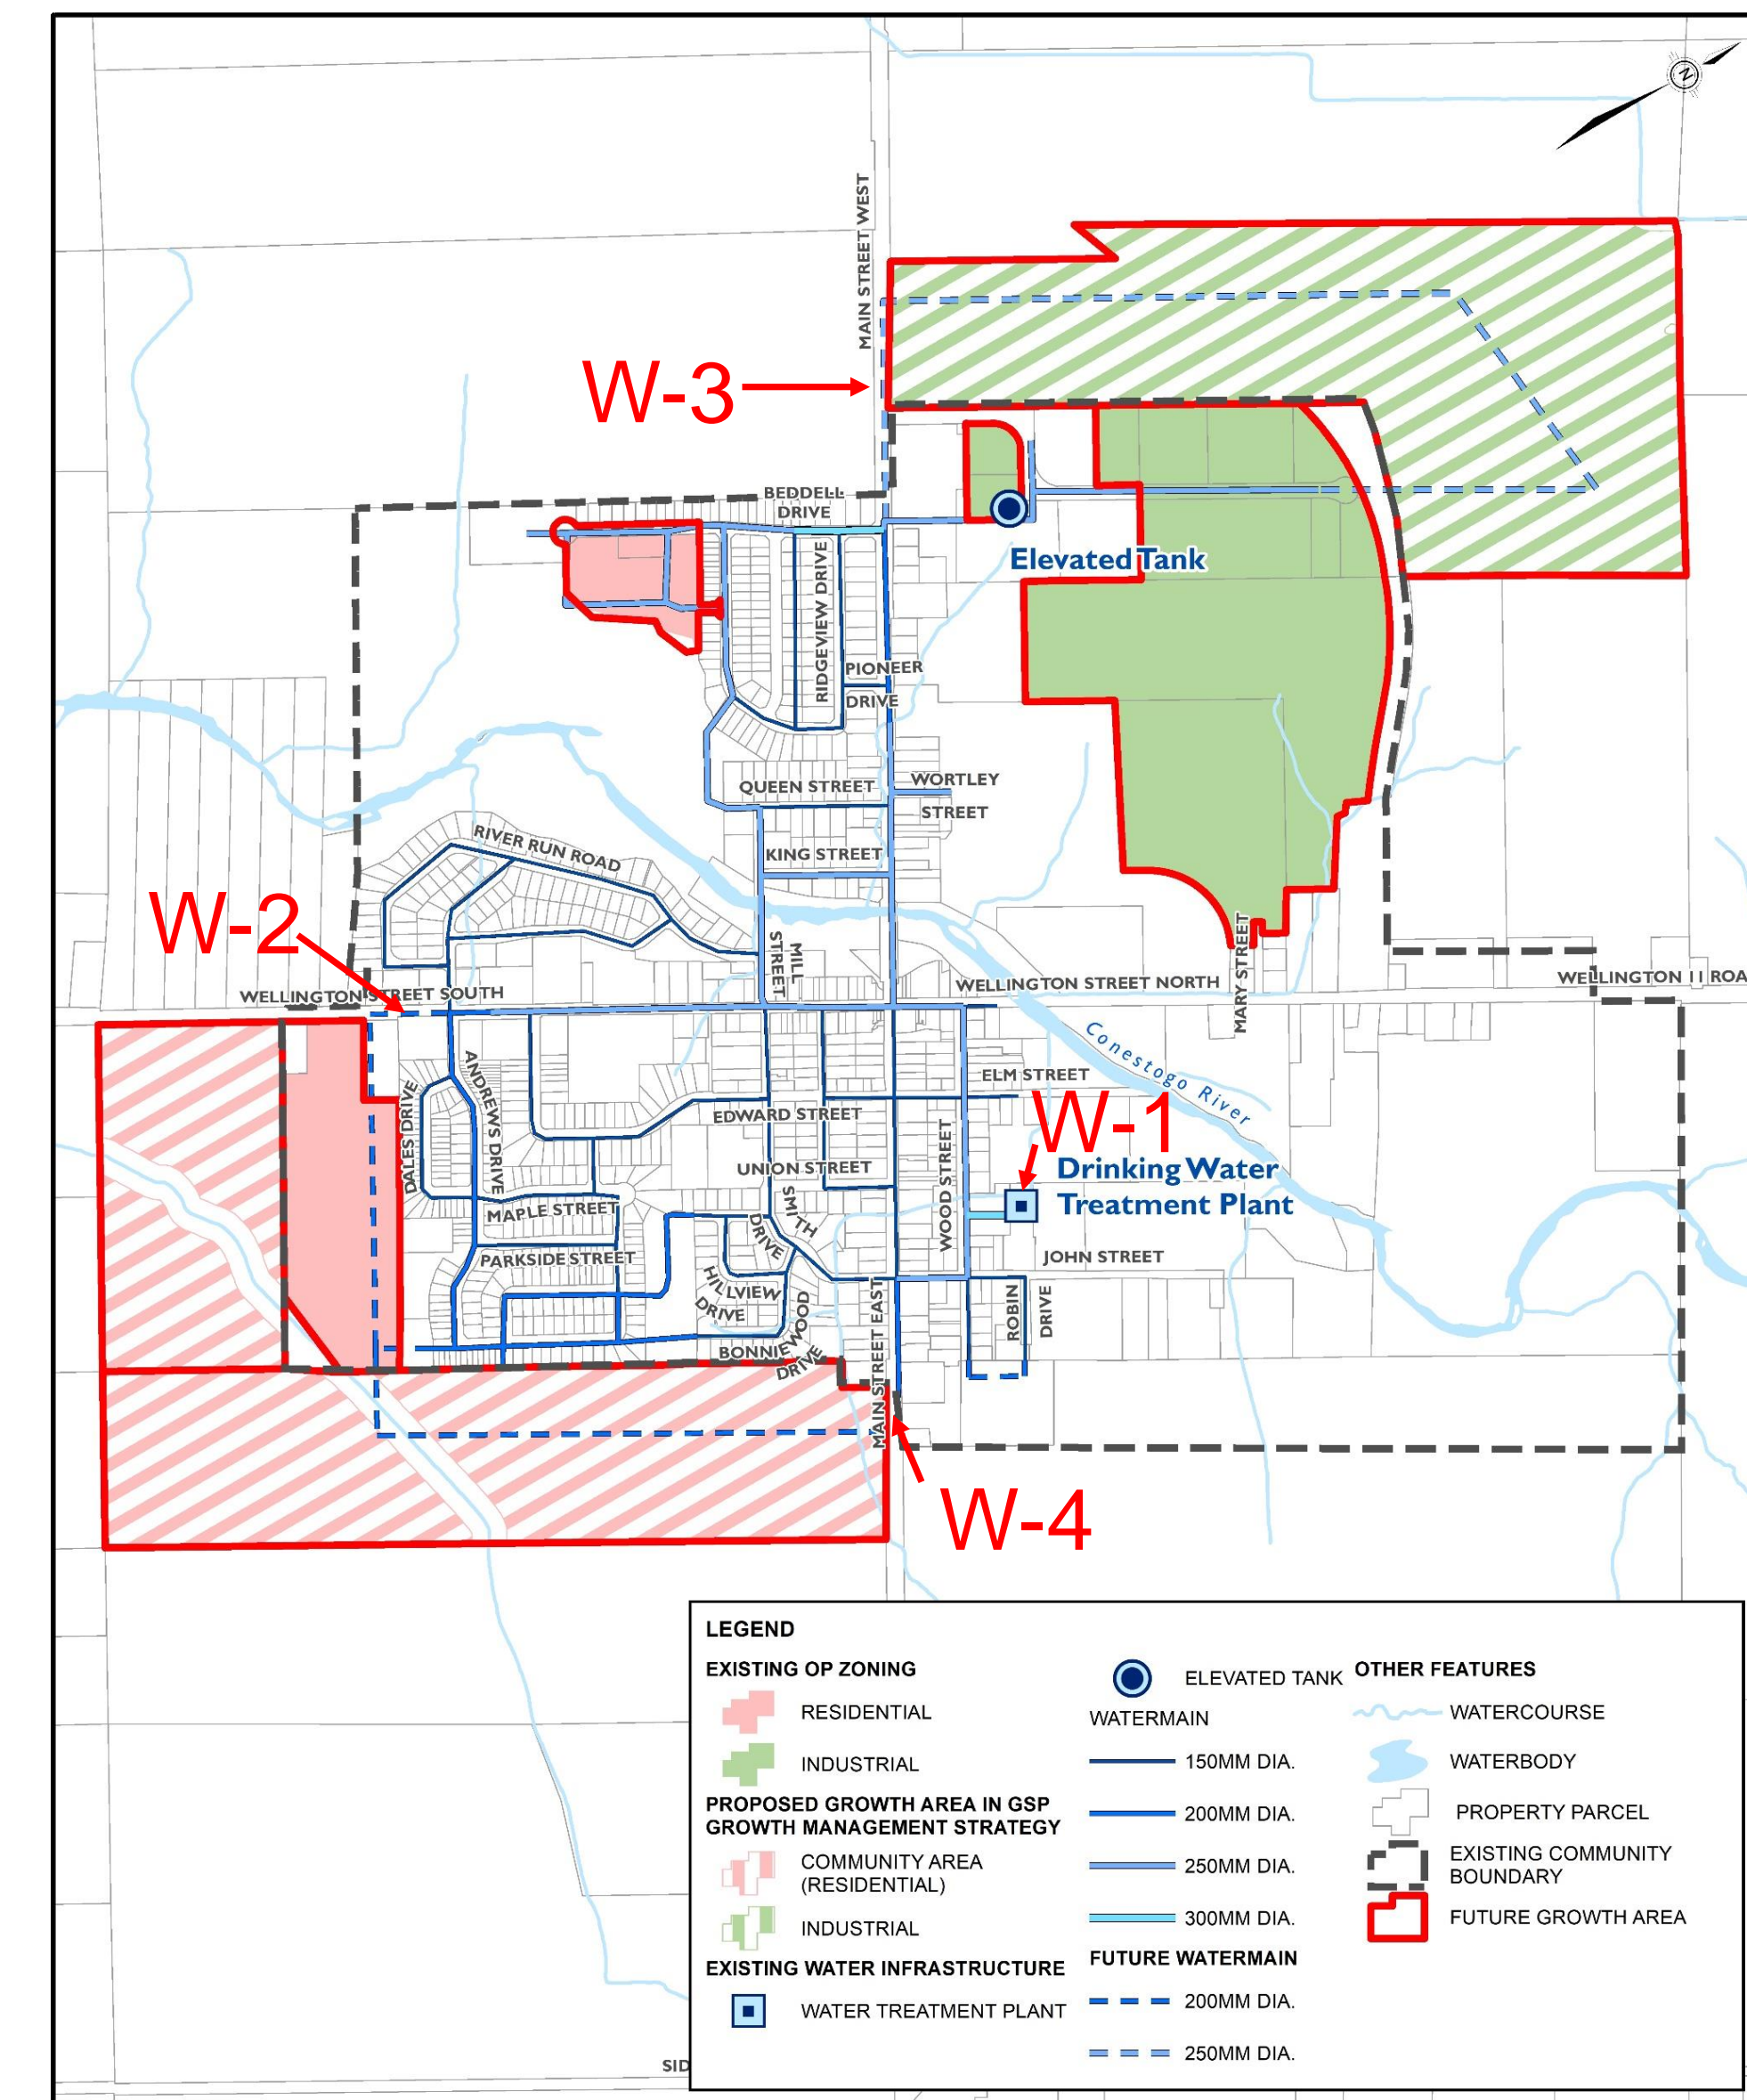 N
MAIN STREET WEST
W-3
BEDDELL
DRIVE
Elevated Tank
RIDGEVIEW DRIVE
PIONEER
DRIVE
QUEEN STREET
WORTLEY
STREET
RIVER RUN ROAD
KING STREET
W-2
MILL
STREET
MARY STREET
WELLINGTON STREET SOUTH
WELLINGTON STREET NORTH
WELLINGTON 11 ROA
Conestogo River
ANDREWS DRIVE
DALES DRIVE
ELM STREET
EDWARD STREET
W-1
UNION STREET
WOOD STREET
Drinking Water
Treatment Plant
SMITH
DRIVE
MAPLE STREET
PARKSIDE STREET
JOHN STREET
HILLVIEW
DRIVE
ROBIN
DRIVE
BONNIEWOOD
DRIVE
MAIN STREET EAST
W-4
LEGEND
EXISTING OP ZONING
RESIDENTIAL
INDUSTRIAL
PROPOSED GROWTH AREA IN GSP
GROWTH MANAGEMENT STRATEGY
COMMUNITY AREA
(RESIDENTIAL)
INDUSTRIAL
EXISTING WATER INFRASTRUCTURE
WATER TREATMENT PLANT
ELEVATED TANK
WATERMAIN
150MM DIA.
200MM DIA.
250MM DIA.
300MM DIA.
FUTURE WATERMAIN
200MM DIA.
250MM DIA.
OTHER FEATURES
WATERCOURSE
WATERBODY
PROPERTY PARCEL
EXISTING COMMUNITY
BOUNDARY
FUTURE GROWTH AREA
SID